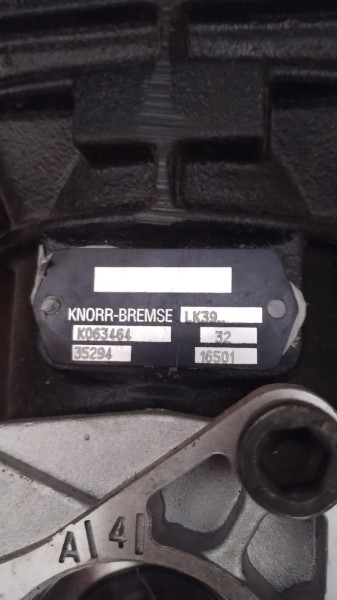 KNORR-BREMSE LK39..
K063464 32
35294 16501
A 4